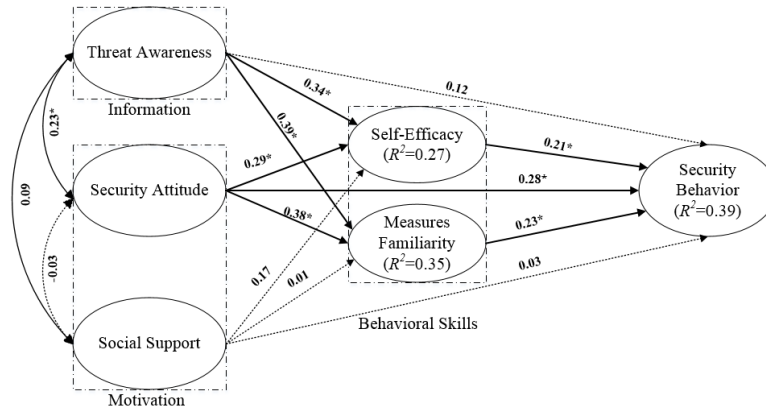 Threat Awareness
Information
0.23*
0.09
Security Attitude
-0.03
Social Support
Motivation
0.34*
0.39*
0.12
0.29*
0.38*
0.28*
0.17
0.01
0.03
Self-Efficacy
(R²=0.27)
Measures
Familiarity
(R²=0.35)
Behavioral Skills
0.21*
0.23*
Security
Behavior
(R²=0.39)